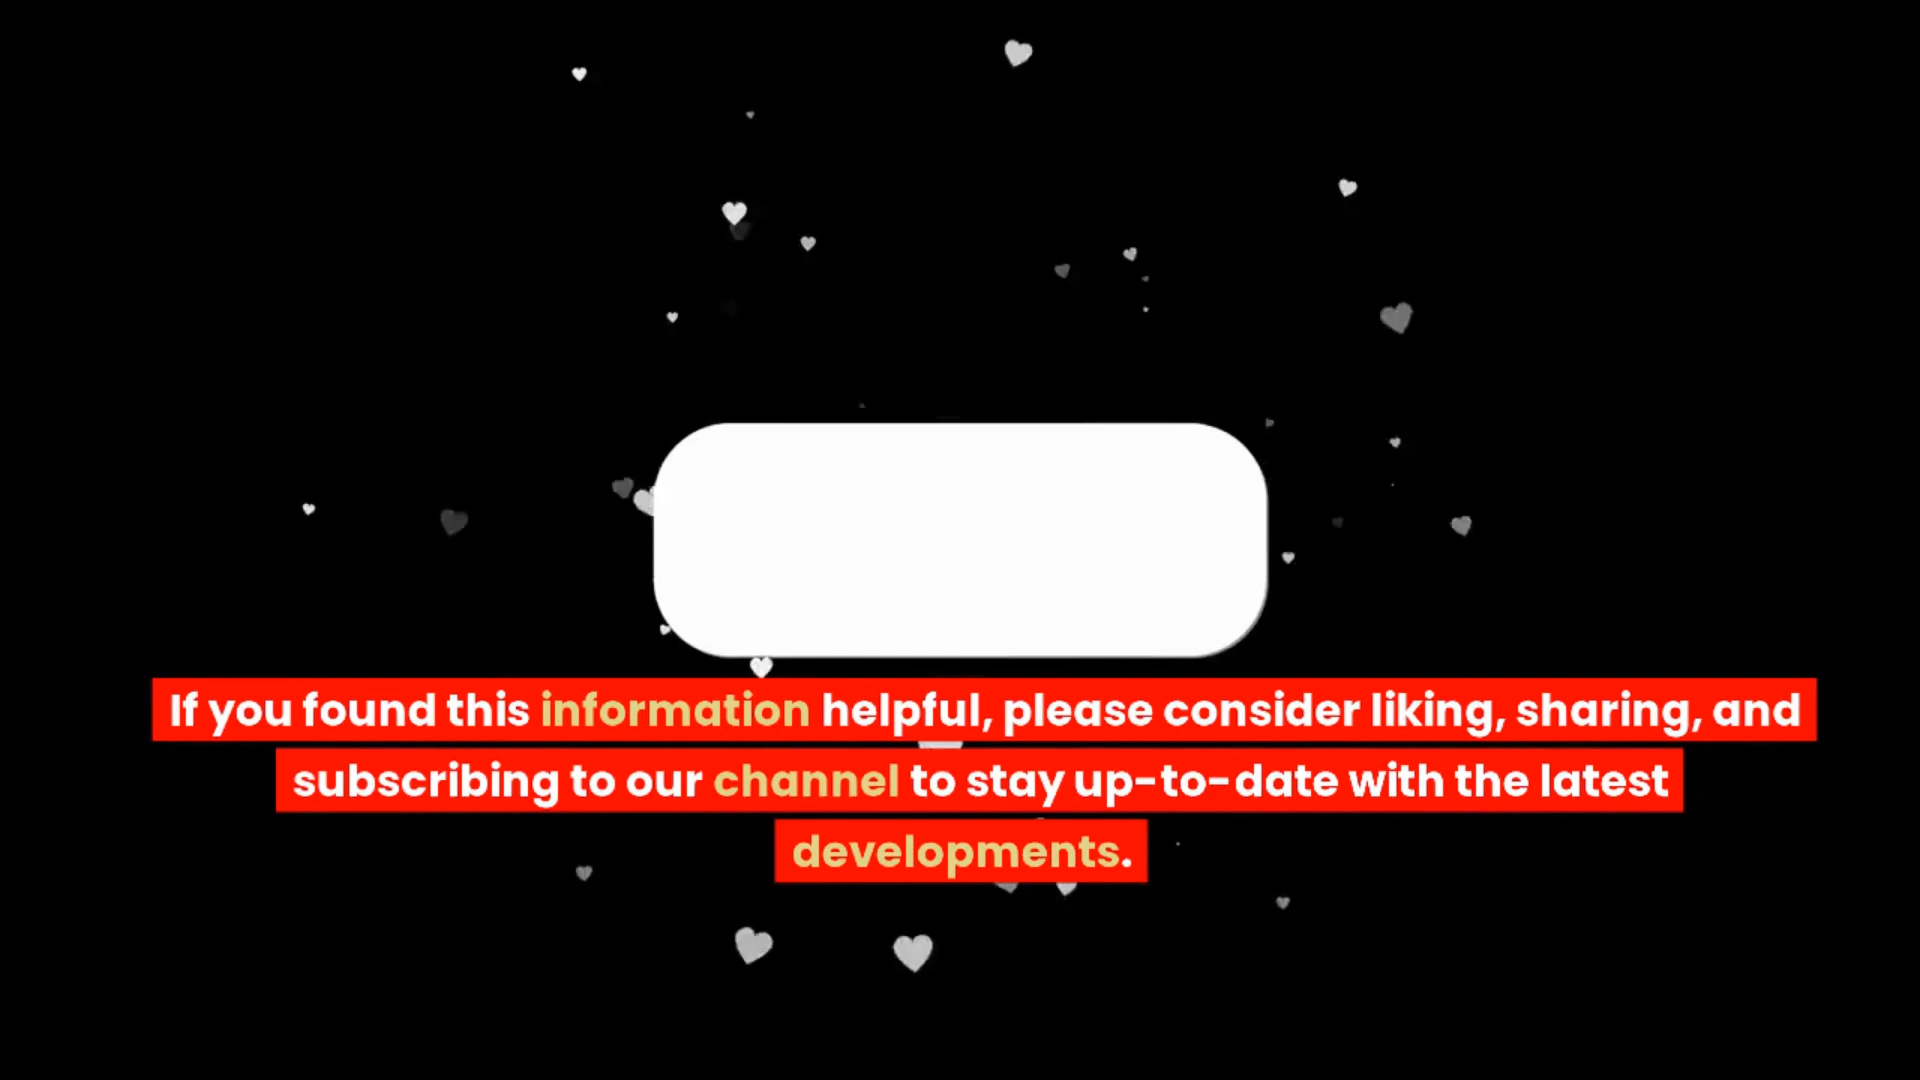 If you found this information helpful, please consider liking, sharing, and
subscribing to our channel to stay up-to-date with the latest
developments.